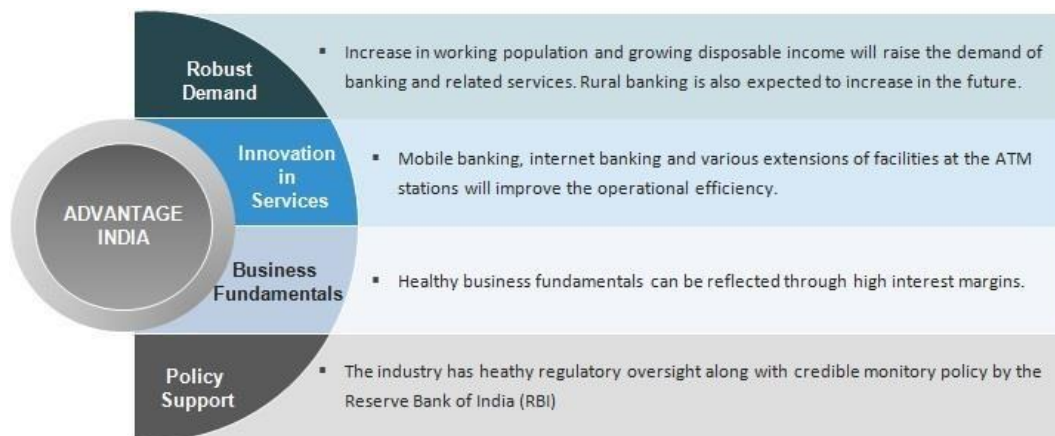 ADVANTAGE
INDIA
Robust
Demand
▪ Increase in working population and growing disposable income will raise the demand of
banking and related services. Rural banking is also expected to increase in the future.
Innovation
in
Services
▪ Mobile banking, internet banking and various extensions of facilities at the ATM
stations will improve the operational efficiency.
Business
Fundamentals
▪ Healthy business fundamentals can be reflected through high interest margins.
Policy
Support
▪ The industry has heathy regulatory oversight along with credible monitory policy by the
Reserve Bank of India (RBI)